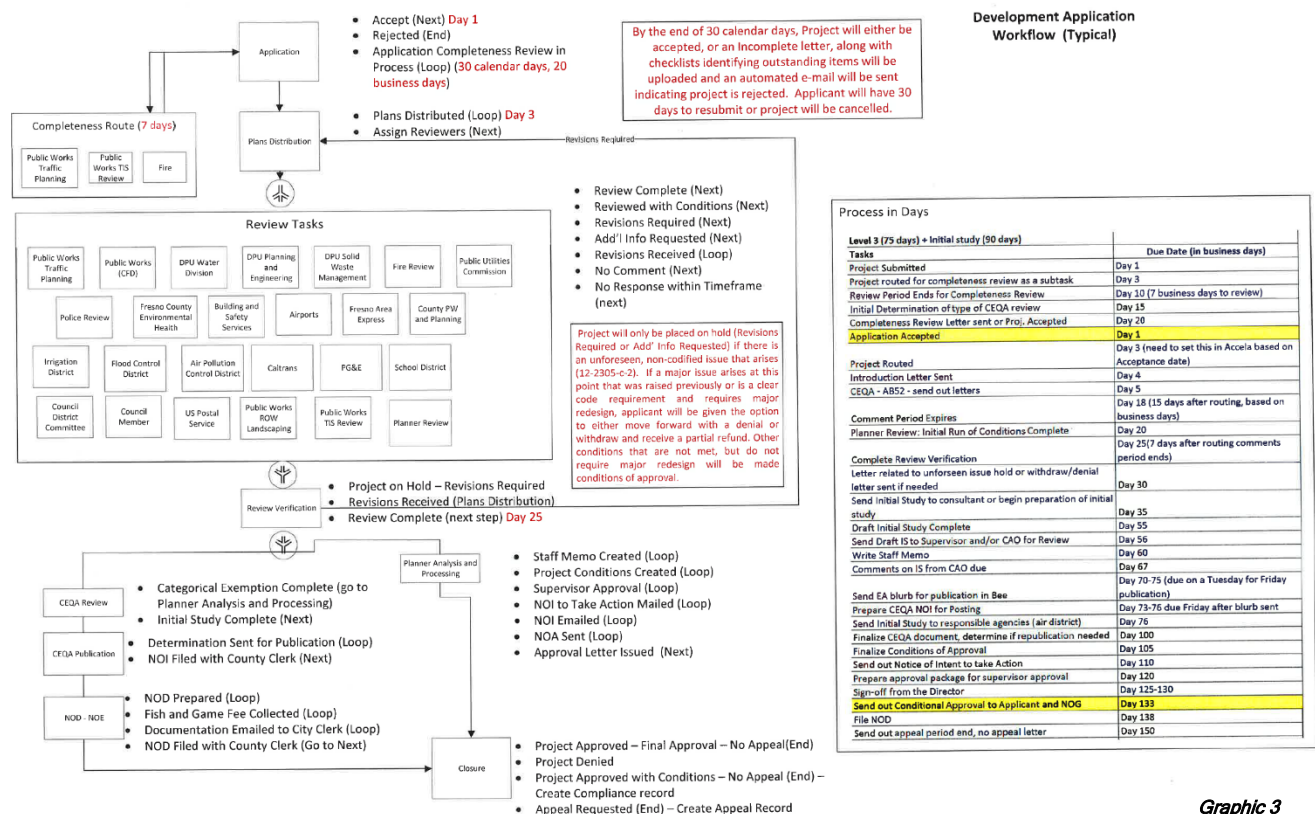 Development Application
Workflow (Typical)
• Accept (Next) Day 1
• Rejected (End)
• Application Completeness Review in
Process (Loop) (30 calendar days, 20
business days)
Application
By the end of 30 calendar days, Project will either be
accepted, or an Incomplete letter, along with
checklists identifying outstanding items will be
uploaded and an automated e-mail will be sent
indicating project is rejected. Applicant will have 30
days to resubmit or project will be cancelled.
Completeness Route (7 days)
Public Works
Traffic
Planning
Public
Works TIS
Review
Fire
• Plans Distributed (Loop) Day 3
• Assign Reviewers (Next)
Plans Distribution
Revisions Required
Review Tasks
Public Works
Traffic
Planning
Public Works
(CFD)
DPU Water
Division
DPU Planning
and
Engineering
DPU Solid
Waste
Management
Fire Review
Public Utilities
Commission
Police Review
Fresno County
Environmental
Health
Building and
Safety
Services
Airports
Fresno Area
Express
County PW
and Planning
Irrigation
District
Flood Control
District
Air Pollution
Control District
Caltrans
PG&E
School District
Council
District
Committee
Council
Member
US Postal
Service
Public Works
ROW
Landscaping
Public Works
TIS Review
Planner Review
• Review Complete (Next)
• Reviewed with Conditions (Next)
• Revisions Required (Next)
• Add'l Info Requested (Next)
• Revisions Received (Loop)
• No Comment (Next)
• No Response within Timeframe
(next)
Project will only be placed on hold (Revisions
Required or Add' Info Requested) if there is
an unforeseen, non-codified issue that arises
(12-2305-c-2). If a major issue arises at this
point that was raised previously or is a clear
code requirement and requires major
redesign, applicant will be given the option
to either move forward with a denial or
withdraw and receive a partial refund. Other
conditions that are not met, but do not
require major redesign will be made
conditions of approval.
Review Verification
• Project on Hold – Revisions Required
• Revisions Received (Plans Distribution)
• Review Complete (next step) Day 25
Planner Analysis and
Processing
• Staff Memo Created (Loop)
• Project Conditions Created (Loop)
• Supervisor Approval (Loop)
• NOI to Take Action Mailed (Loop)
• NOI Emailed (Loop)
• NOA Sent (Loop)
• Approval Letter Issued (Next)
CEQA Review
• Categorical Exemption Complete (go to
Planner Analysis and Processing)
• Initial Study Complete (Next)
CEQA Publication
• Determination Sent for Publication (Loop)
• NOI Filed with County Clerk (Next)
NOD - NOE
• NOD Prepared (Loop)
• Fish and Game Fee Collected (Loop)
• Documentation Emailed to City Clerk (Loop)
• NOD Filed with County Clerk (Go to Next)
Closure
• Project Approved – Final Approval – No Appeal(End)
• Project Denied
• Project Approved with Conditions – No Appeal (End) –
Create Compliance record
• Appeal Requested (End) – Create Appeal Record
Process in Days
Level 3 (75 days) + Initial study (90 days)
Tasks Due Date (in business days)
Project Submitted Day 1
Project routed for completeness review as a subtask Day 3
Review Period Ends for Completeness Review Day 10 (7 business days to review)
Initial Determination of type of CEQA review Day 15
Completeness Review Letter sent or Proj. Accepted Day 20
Application Accepted Day 1
Project Routed Day 3 (need to set this in Accela based on
Acceptance date)
Introduction Letter Sent Day 4
CEQA - AB52 - send out letters Day 5
Comment Period Expires Day 18 (15 days after routing, based on
business days)
Planner Review: Initial Run of Conditions Complete Day 20
Complete Review Verification Day 25(7 days after routing comments
period ends)
Letter related to unforseen issue hold or withdraw/denial
letter sent if needed Day 30
Send Initial Study to consultant or begin preparation of initial
study Day 35
Draft Initial Study Complete Day 55
Send Draft IS to Supervisor and/or CAO for Review Day 56
Write Staff Memo Day 60
Comments on IS from CAO due Day 67
Send EA blurb for publication in Bee Day 70-75 (due on a Tuesday for Friday
publication)
Prepare CEQA NOI for Posting Day 73-76 due Friday after blurb sent
Send Initial Study to responsible agencies (air district) Day 76
Finalize CEQA document, determine if republication needed Day 100
Finalize Conditions of Approval Day 105
Send out Notice of Intent to take Action Day 110
Prepare approval package for supervisor approval Day 120
Sign-off from the Director Day 125-130
Send out Conditional Approval to Applicant and NOG Day 133
File NOD Day 138
Send out appeal period end, no appeal letter Day 150
Graphic 3